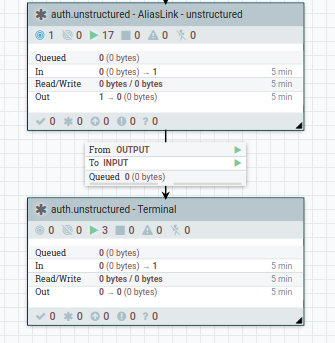 auth.unstructured - AliasLink - unstructured
1 0 17 0 0 0
Queued 0 (0 bytes)
In 0 (0 bytes) → 1 5 min
Read/Write 0 bytes / 0 bytes 5 min
Out 1 → 0 (0 bytes) 5 min
0 0 0 0 ? 0
From OUTPUT
To INPUT
Queued 0 (0 bytes)
auth.unstructured - Terminal
0 0 3 0 0 0
Queued 0 (0 bytes)
In 0 (0 bytes) → 1 5 min
Read/Write 0 bytes / 0 bytes 5 min
Out 0 → 0 (0 bytes) 5 min
0 0 0 0 ? 0